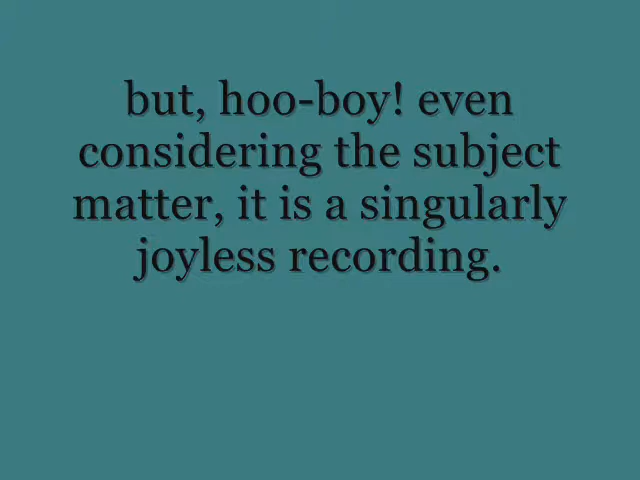 but, hoo-boy! even
considering the subject
matter, it is a singularly
joyless recording.